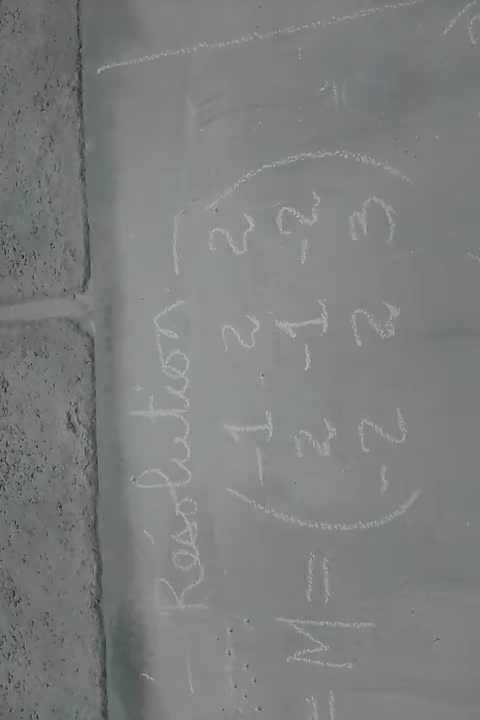 - Résolution -
= M = (-1 2 2
2 -1 -2
-2 2 3) =